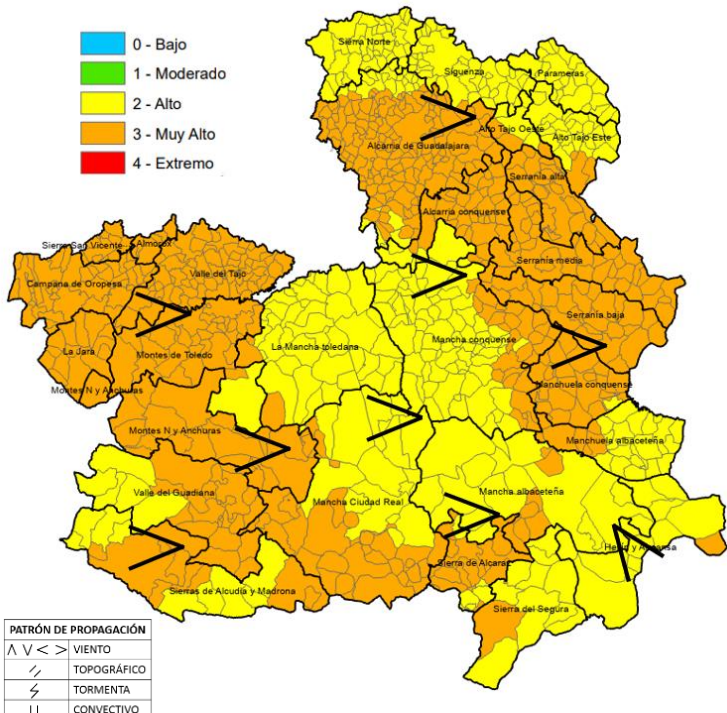 0 - Bajo
1 - Moderado
2 - Alto
3 - Muy Alto
4 - Extremo
Sierra Norte
Siguenza
Parameras
Alto Tajo Oeste
Alto Tajo Este
Alcarria de Guadalajara
Serranía alta
Alcarria conquense
Sierra San Vicente
Almorox
Valle del Tajo
Serranía media
Campana de Oropesa
Serranía baja
La Jara
Montes de Toledo
La Mancha toledana
Mancha conquense
Manchuela conquense
Montes N y Anchuras
Montes N y Anchuras
Manchuela albaceteña
Valle del Guadiana
Mancha Ciudad Real
Mancha albaceteña
Sierra de Alcaraz
Sierras de Alcudia y Madrona
Sierra del Segura
PATRÓN DE PROPAGACIÓN
VIENTO
TOPOGRÁFICO
TORMENTA
CONVECTIVO